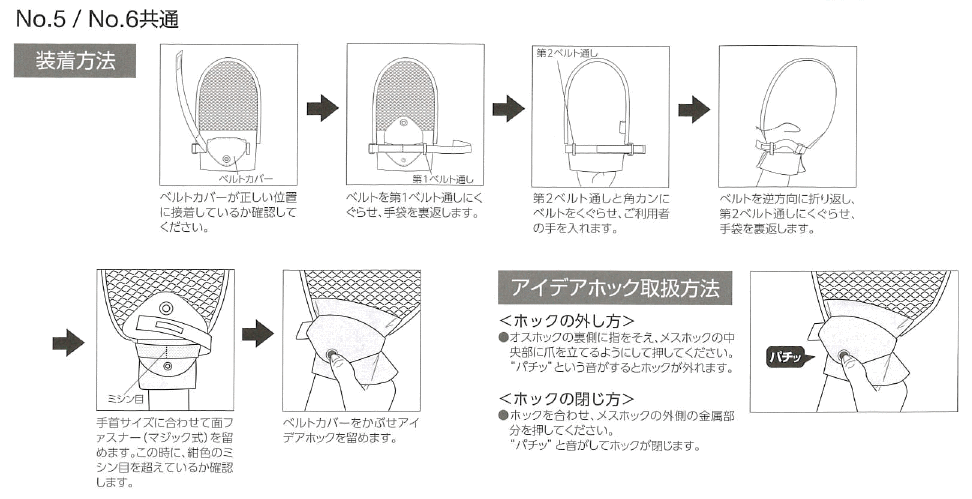 No.5 / No.6共通
装着方法
ベルトカバー
ベルトカバーが正しい位置
に接着しているか確認して
ください。
第1ベルト通し
ベルトを第1ベルト通しにく
ぐらせ、手袋を裏返します。
第2ベルト通し
第2ベルト通しと角カンに
ベルトをくぐらせ、ご利用者
の手を入れます。
ベルトを逆方向に折り返し、
第2ベルト通しにくぐらせ、
手袋を裏返します。
ミシン目
手首サイズに合わせて面フ
ァスナー(マジック式)を留
めます。この時に、紺色のミ
シン目を超えているか確認
します。
ベルトカバーをかぶせアイ
デアホックを留めます。
アイデアホック取扱方法
<ホックの外し方>
●オスホックの裏側に指をそえ、メスホックの中
央部に爪を立てるようにして押してください。
“パチッ”という音がするとホックが外れます。
<ホックの閉じ方>
●ホックを合わせ、メスホックの外側の金属部
分を押してください。
“パチッ”と音がしてホックが閉じます。
パチッ